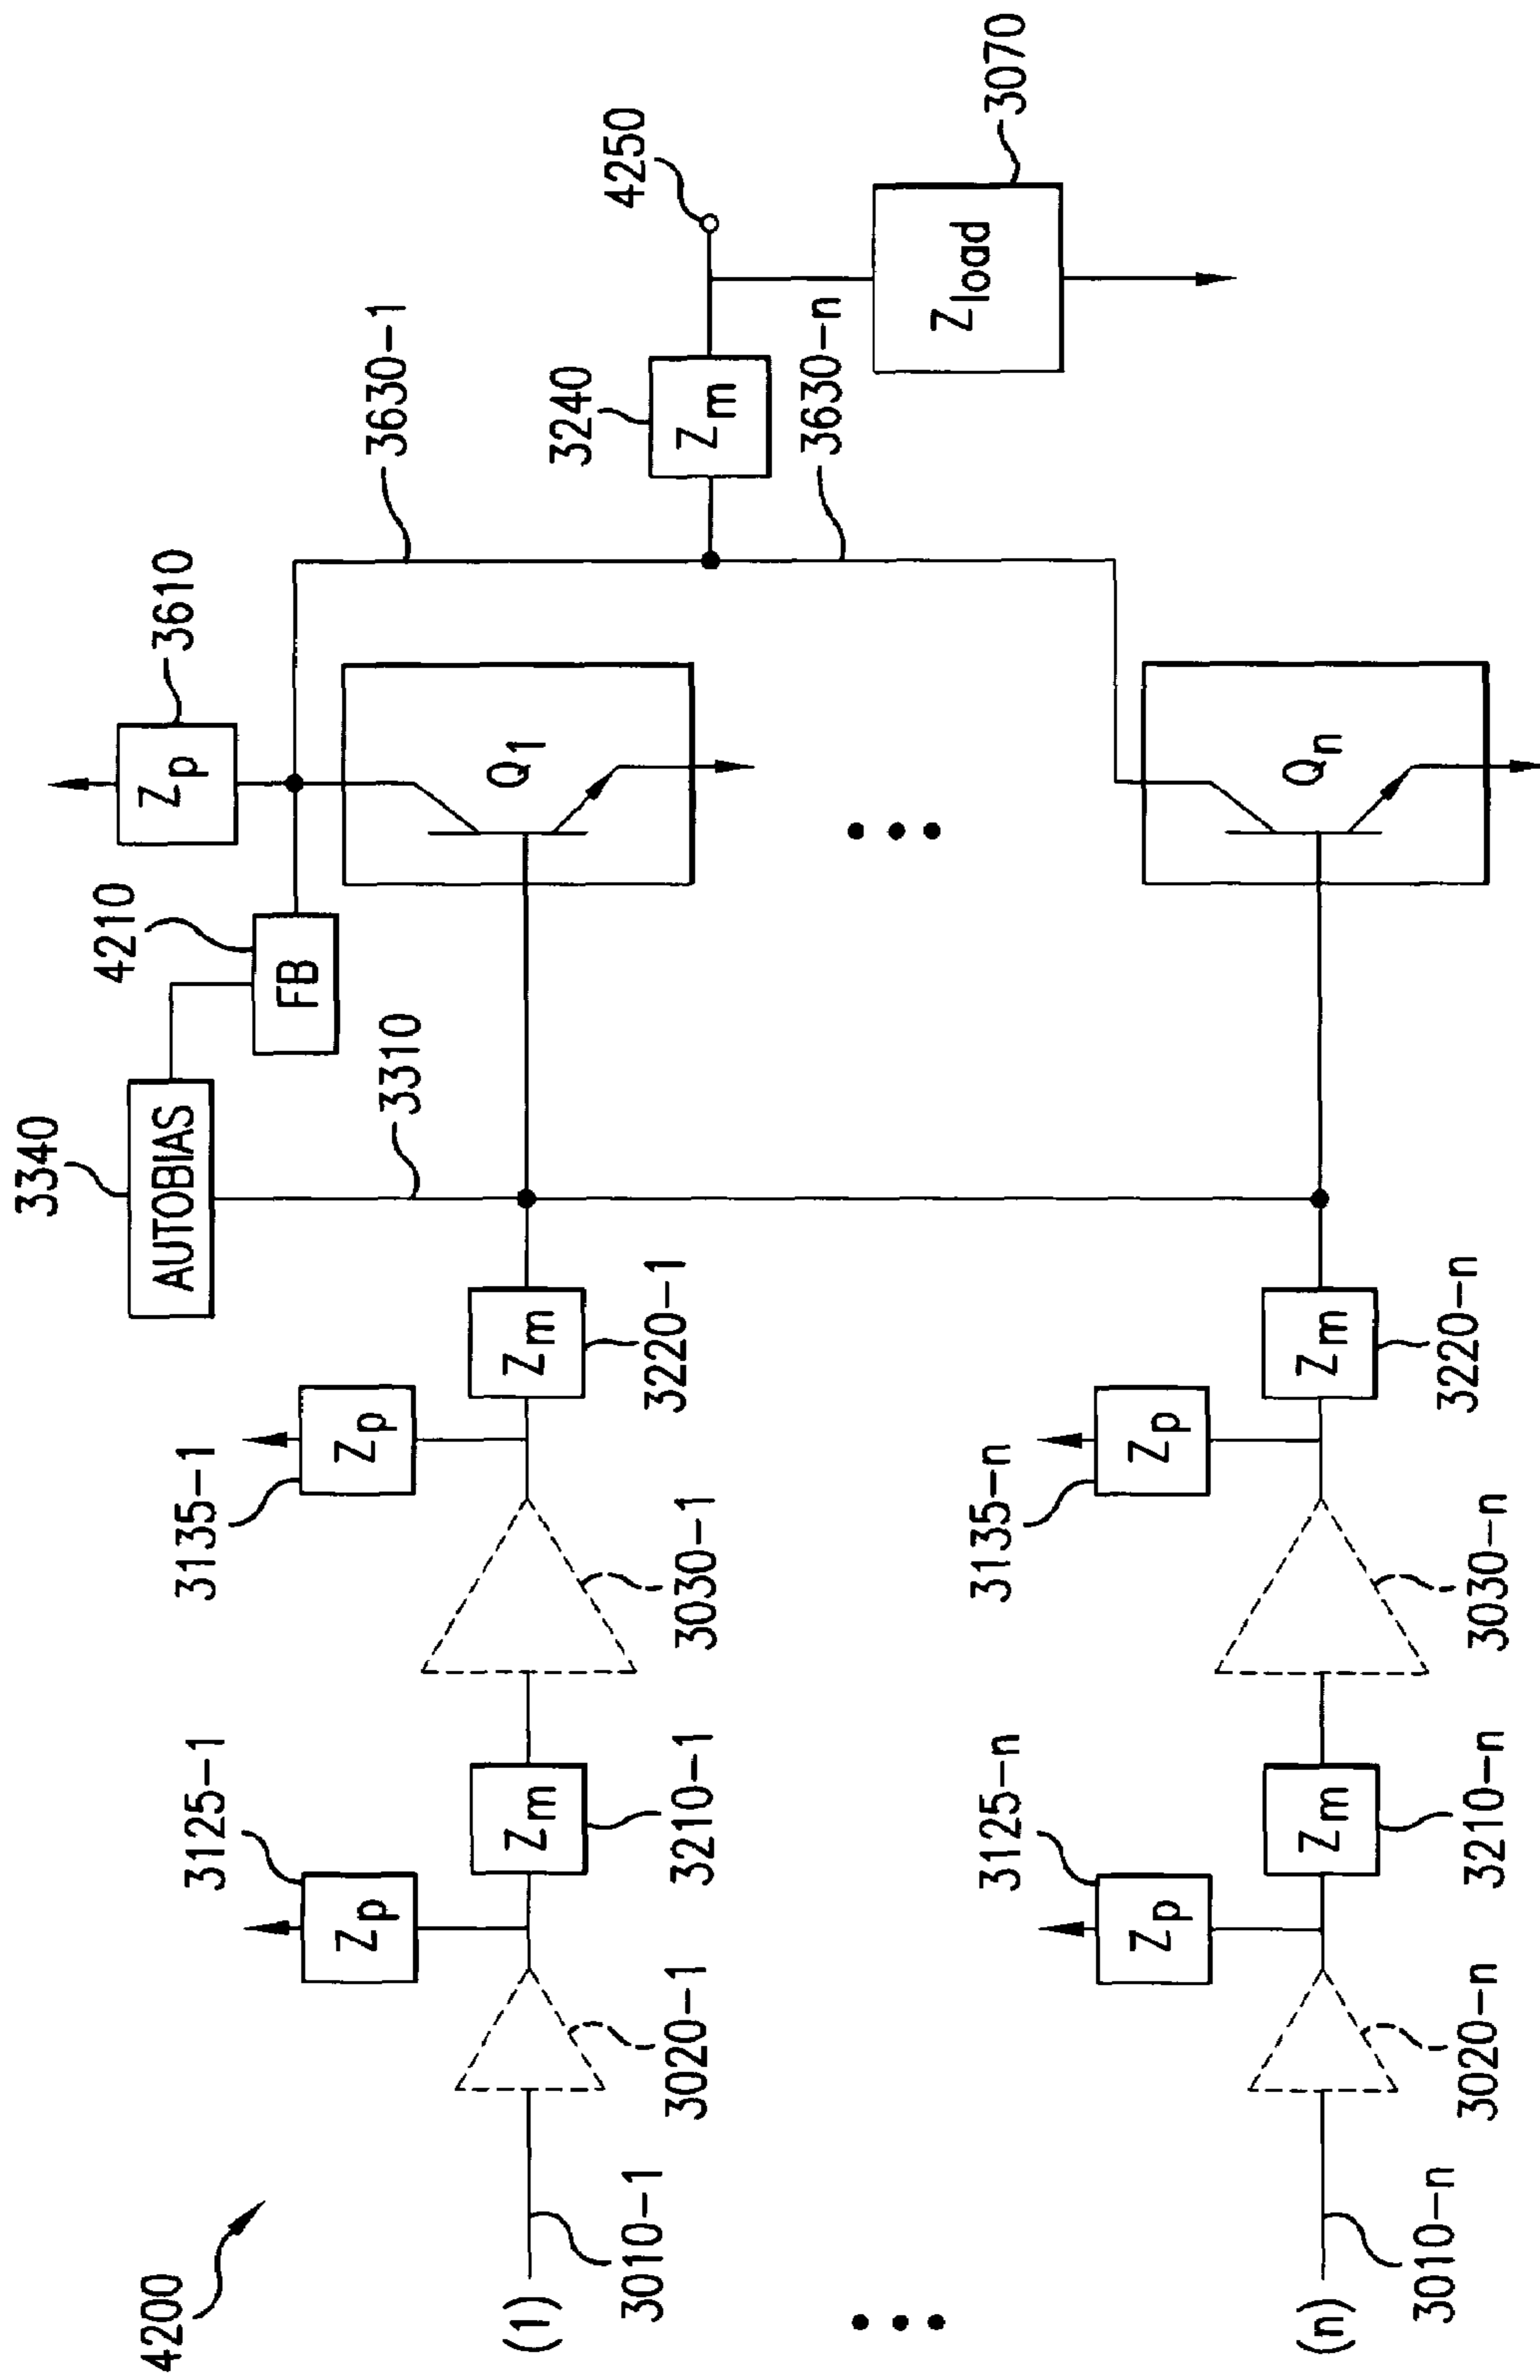 4200
3340
AUTOBIAS
4210
FB
3610
Zp
3310
3630-1
3240
Zm
4250
3630-n
Zload
3070
(1)
3010-1
3020-1
3125-1
Zp
Zm
3210-1
3030-1
3135-1
Zp
Zm
3220-1
Q1
(n)
3010-n
3020-n
3125-n
Zp
Zm
3210-n
3030-n
3135-n
Zp
Zm
3220-n
Qn